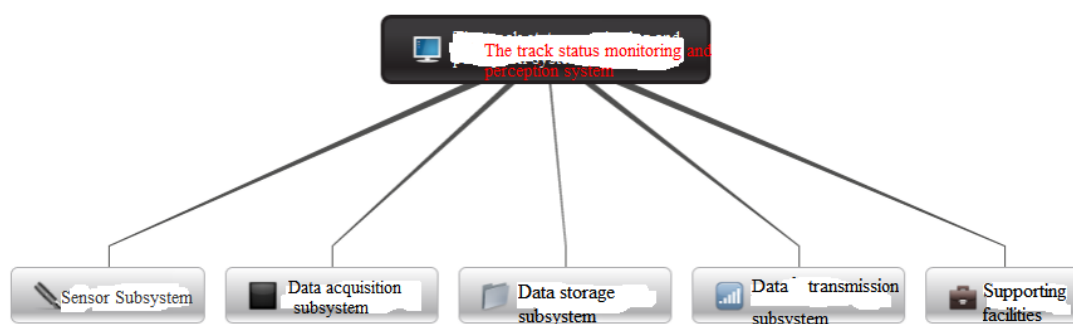 The track status monitoring and
perception system
Sensor Subsystem
Data acquisition
subsystem
Data storage
subsystem
Data transmission
subsystem
Supporting
facilities